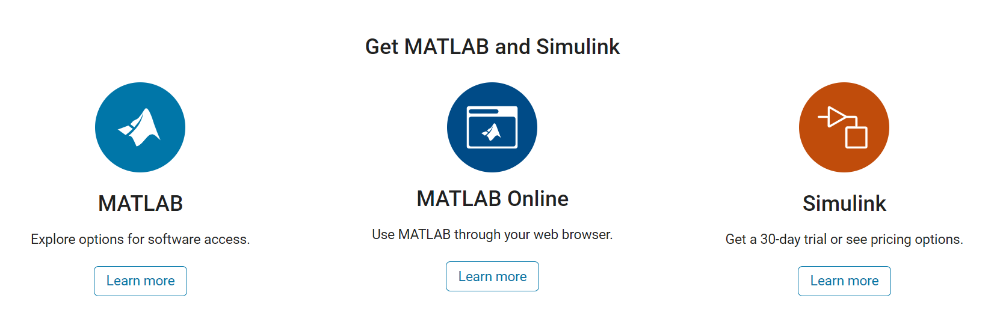 Get MATLAB and Simulink
MATLAB
Explore options for software access.
Learn more
MATLAB Online
Use MATLAB through your web browser.
Learn more
Simulink
Get a 30-day trial or see pricing options.
Learn more